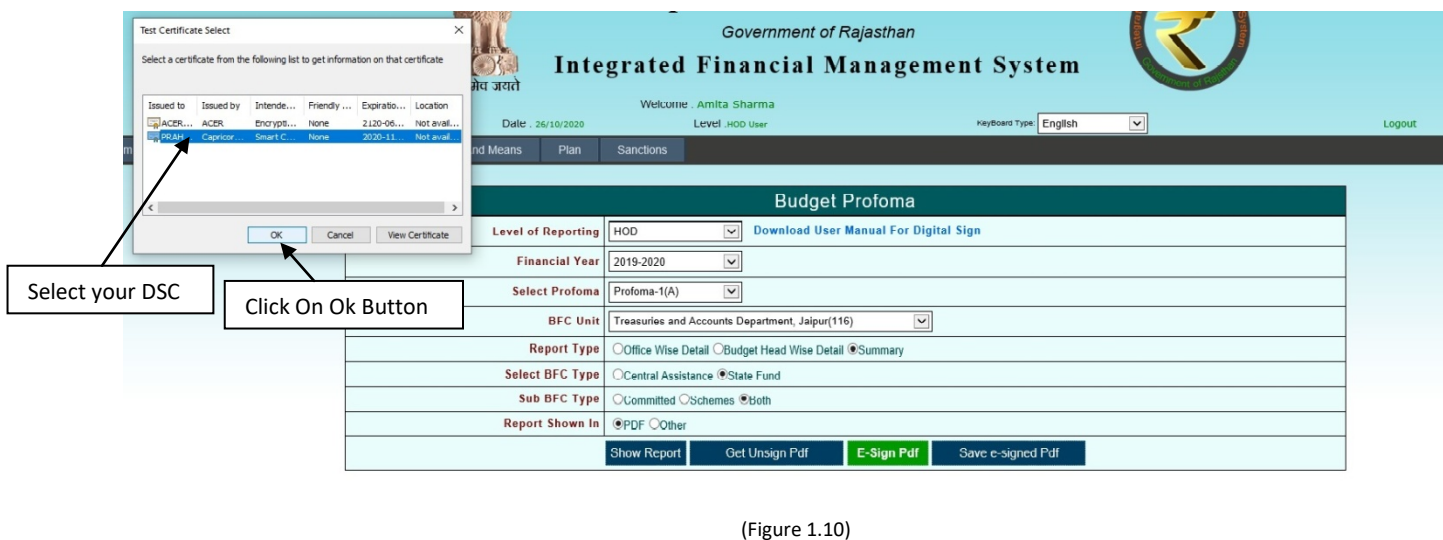 Test Certificate Select
Select a certificate from the following list to get information on that certificate
Issued to Issued by Intende... Friendly ... Expiratio... Location
ACER... ACER Encrypti... None 2120-06... Not avail...
PRAH... Capricor... Smart C... None 2020-11... Not avail...
OK Cancel View Certificate
Select your DSC
Click On Ok Button
Government of Rajasthan
Integrated Financial Management System
मेव जयते
Integra
System
Government of Rajasthan
Welcome . Amita Sharma
Date . 26/10/2020 Level .HOD User KeyBoard Type: English Logout
nd Means Plan Sanctions
Budget Profoma
Level of Reporting HOD Download User Manual For Digital Sign
Financial Year 2019-2020
Select Profoma Profoma-1(A)
BFC Unit Treasuries and Accounts Department, Jaipur(116)
Report Type Office Wise Detail Budget Head Wise Detail Summary
Select BFC Type Central Assistance State Fund
Sub BFC Type Committed Schemes Both
Report Shown In PDF Other
Show Report Get Unsign Pdf E-Sign Pdf Save e-signed Pdf
(Figure 1.10)